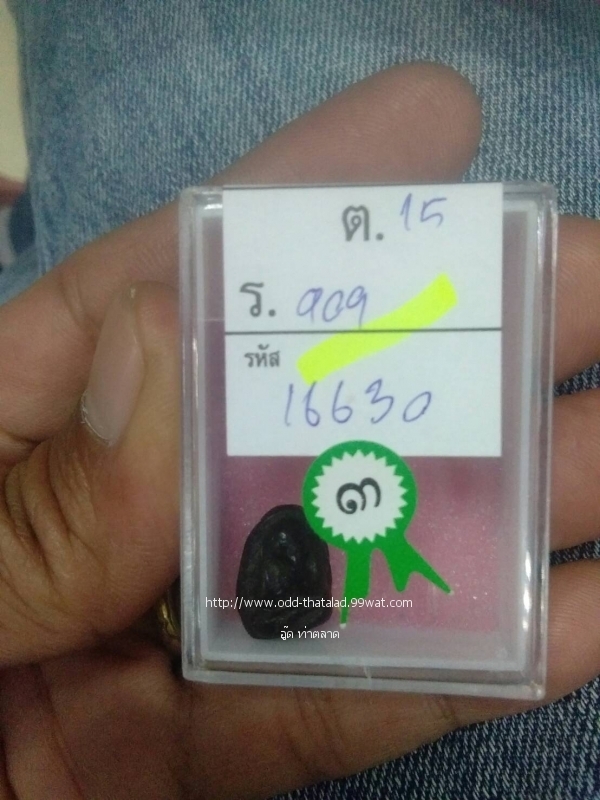 ต. 15
ร. 909
รหัส
16630
๓
http://www.odd-thatalad.99wat.com
อู๊ด ท่าตลาด